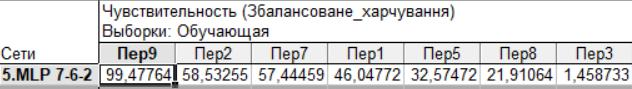 Чувствительность (Збалансоване_харчування)
Выборки: Обучающая
Сети Пер9 Пер2 Пер7 Пер1 Пер5 Пер8 Пер3
5.MLP 7-6-2 99,47764 58,53255 57,44459 46,04772 32,57472 21,91064 1,458733